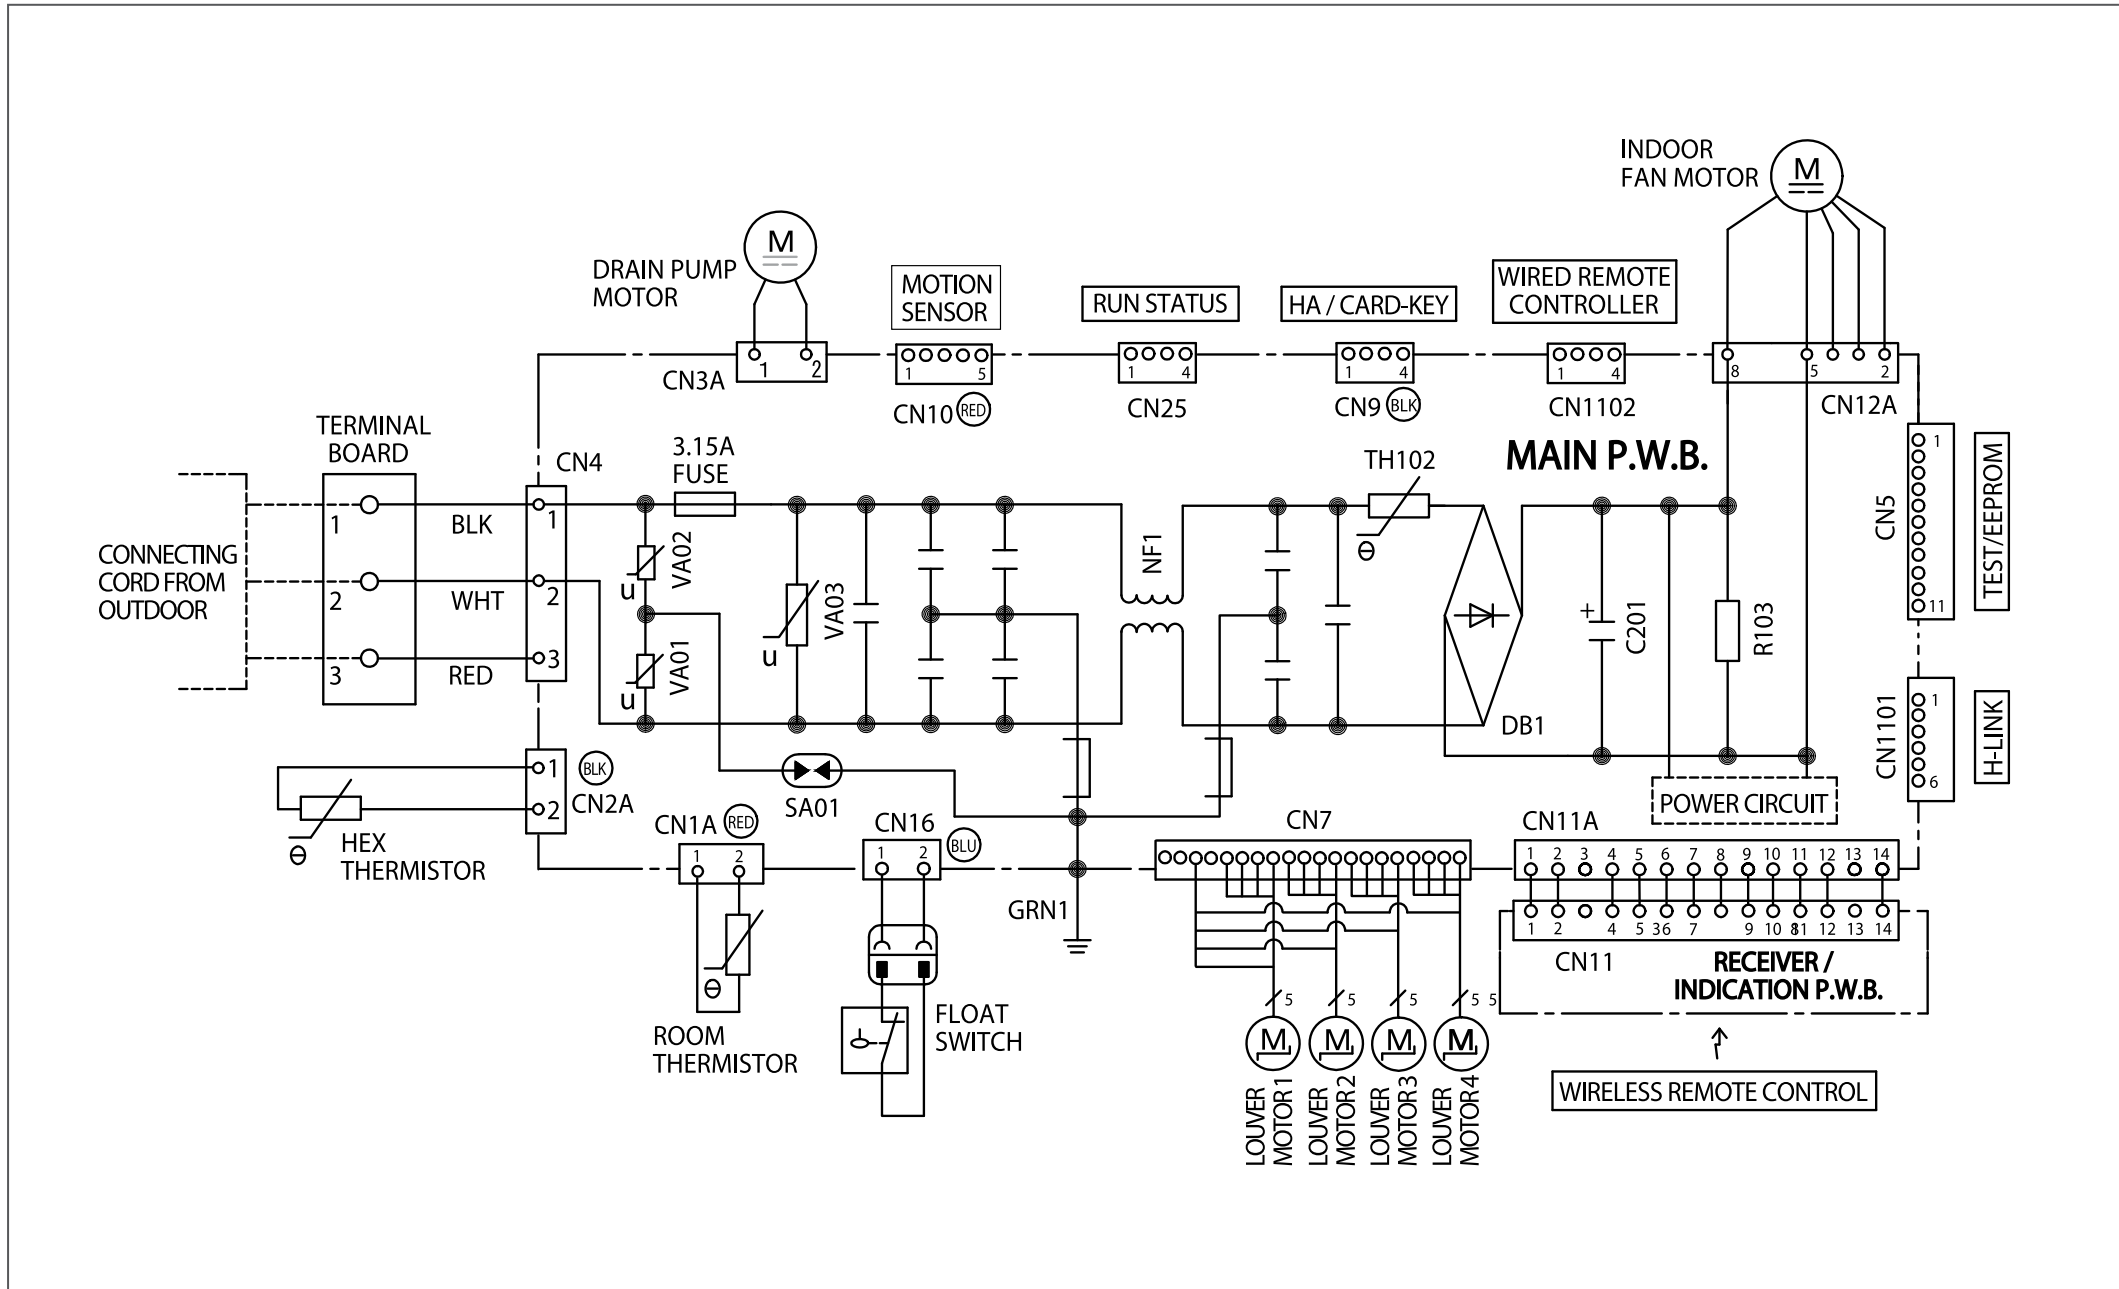 INDOOR
FAN MOTOR
M
DRAIN PUMP
MOTOR
M
MOTION
SENSOR
RUN STATUS
HA / CARD-KEY
WIRED REMOTE
CONTROLLER
CN3A
1 2
1 5
CN10 RED
1 4
CN25
1 4
CN9 BLK
1 4
CN1102
8 5 2
CN12A
TERMINAL
BOARD
CN4
3.15A
FUSE
TH102
MAIN P.W.B.
CONNECTING
CORD FROM
OUTDOOR
1
BLK
1
2
WHT
2
3
RED
3
VA02
u
VA01
u
VA03
u
NF1
Θ
DB1
+
C201
R103
POWER CIRCUIT
CN5
1
11
TEST/EEPROM
CN1101
1
6
H-LINK
1
2
BLK
CN2A
HEX
THERMISTOR
Θ
SA01
CN1A RED
1 2
CN16
BLU
1 2
GRN1
CN7
CN11A
1 2 3 4 5 6 7 8 9 10 11 12 13 14
1 2 4 5 36 7 9 10 811 12 13 14
CN11
RECEIVER /
INDICATION P.W.B.
WIRELESS REMOTE CONTROL
Θ
ROOM
THERMISTOR
FLOAT
SWITCH
5 5 5 5 5
M M M M
LOUVER
MOTOR1
LOUVER
MOTOR2
LOUVER
MOTOR3
LOUVER
MOTOR4